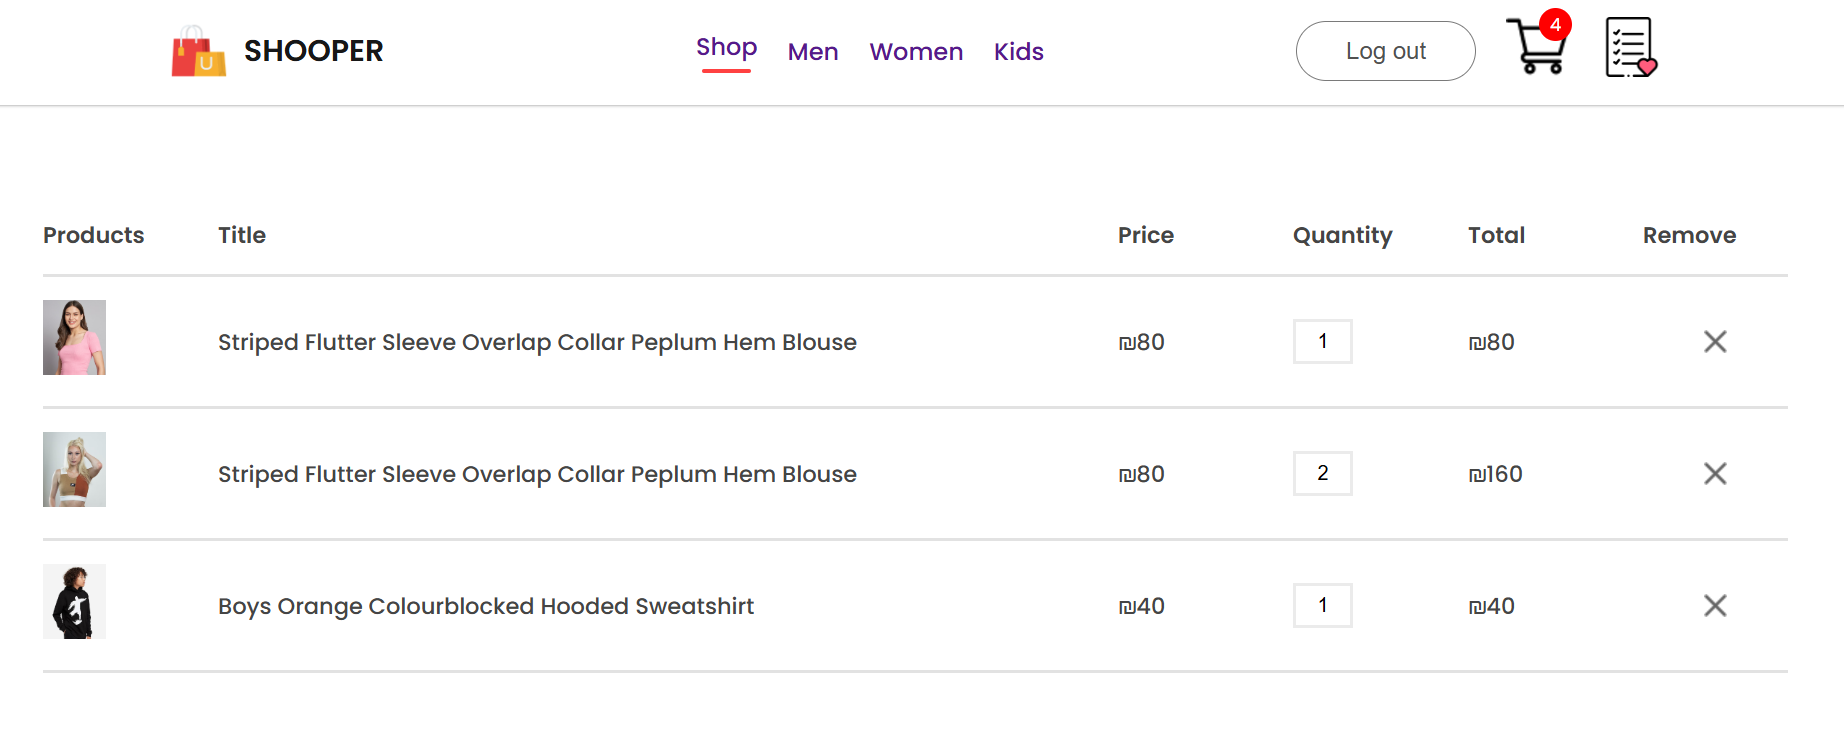 SHOOPER
Shop Men Women Kids
Log out
4
U
Products Title Price Quantity Total Remove
Striped Flutter Sleeve Overlap Collar Peplum Hem Blouse ₪80 1 ₪80
Striped Flutter Sleeve Overlap Collar Peplum Hem Blouse ₪80 2 ₪160
Boys Orange Colourblocked Hooded Sweatshirt ₪40 1 ₪40